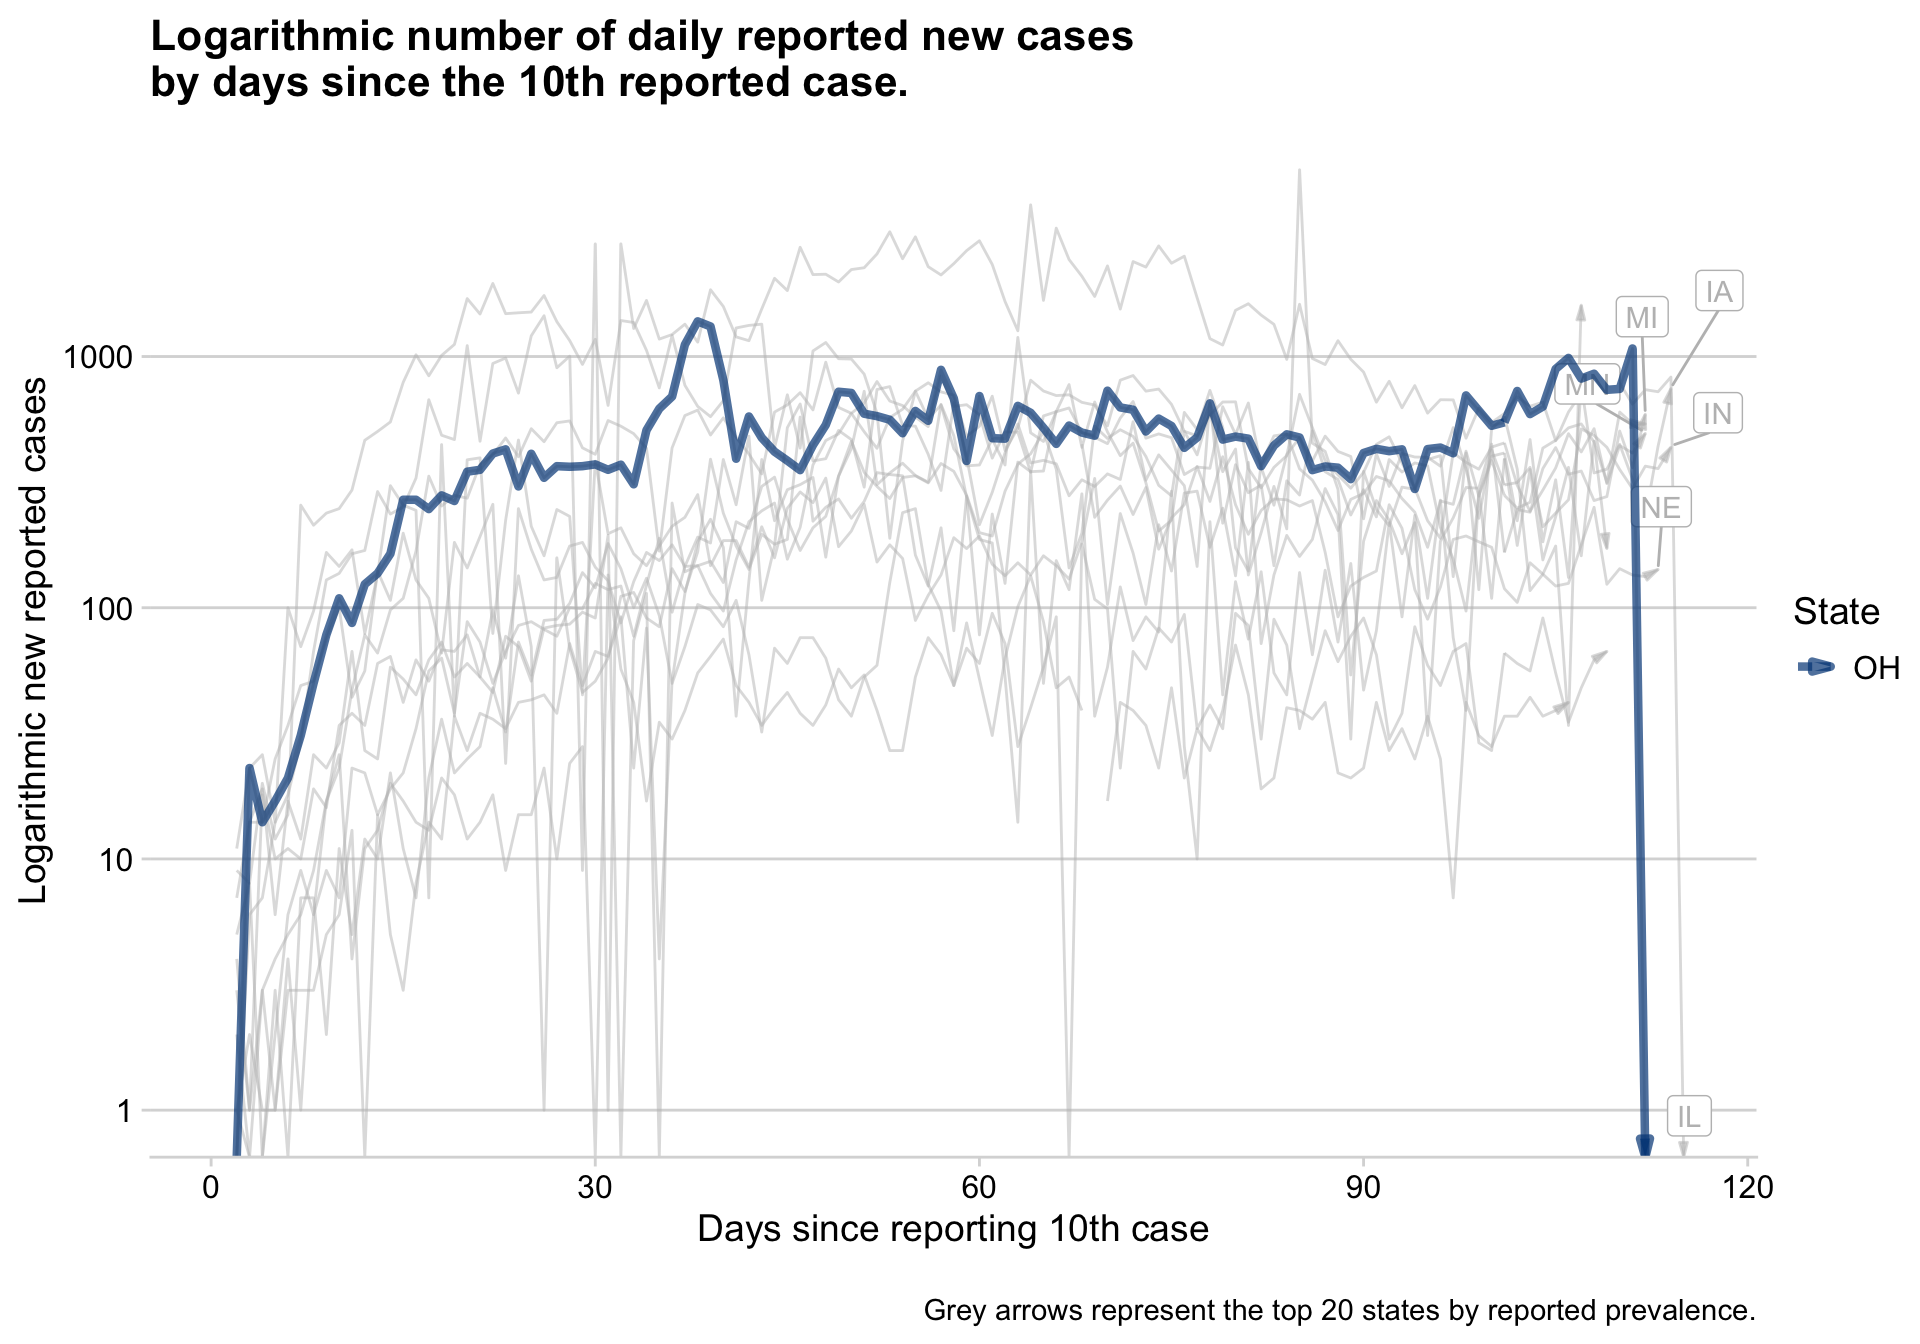 Logarithmic number of daily reported new cases
by days since the 10th reported case.
Logarithmic new reported cases
1000
100
10
1
MI
IA
MN
IN
NE
IL
State
OH
0
30
60
90
120
Days since reporting 10th case
Grey arrows represent the top 20 states by reported prevalence.